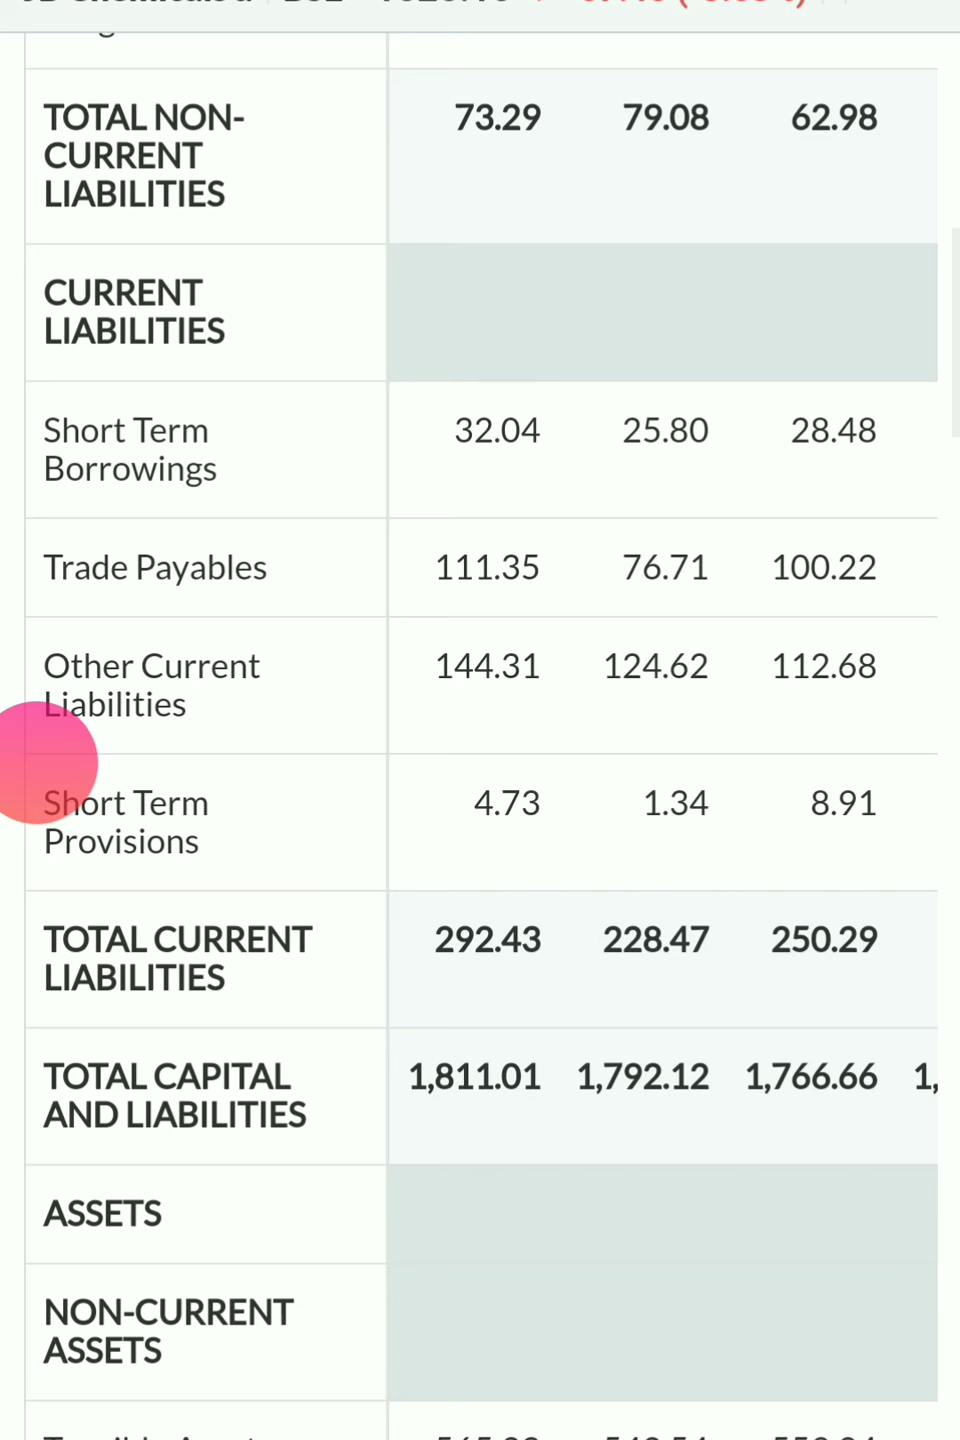 TOTAL NON- 73.29 79.08 62.98
CURRENT
LIABILITIES
CURRENT
LIABILITIES
Short Term 32.04 25.80 28.48
Borrowings
Trade Payables 111.35 76.71 100.22
Other Current 144.31 124.62 112.68
Liabilities
Short Term 4.73 1.34 8.91
Provisions
TOTAL CURRENT 292.43 228.47 250.29
LIABILITIES
TOTAL CAPITAL 1,811.01 1,792.12 1,766.66 1,
AND LIABILITIES
ASSETS
NON-CURRENT
ASSETS